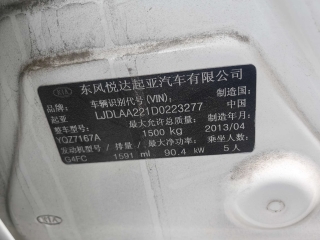 KIA 东风悦达起亚汽车有限公司
品牌: 车辆识别代号(VIN): 制造国:
起亚 LJDLAA221D0223277 中国
整车型号: 最大允许总质量: 制造年月:
YQZ7167A 1500 kg 2013/04
发动机型号 / 排量 / 最大净功率: 乘坐人数:
G4FC 1591 ml 90.4 kW 5人